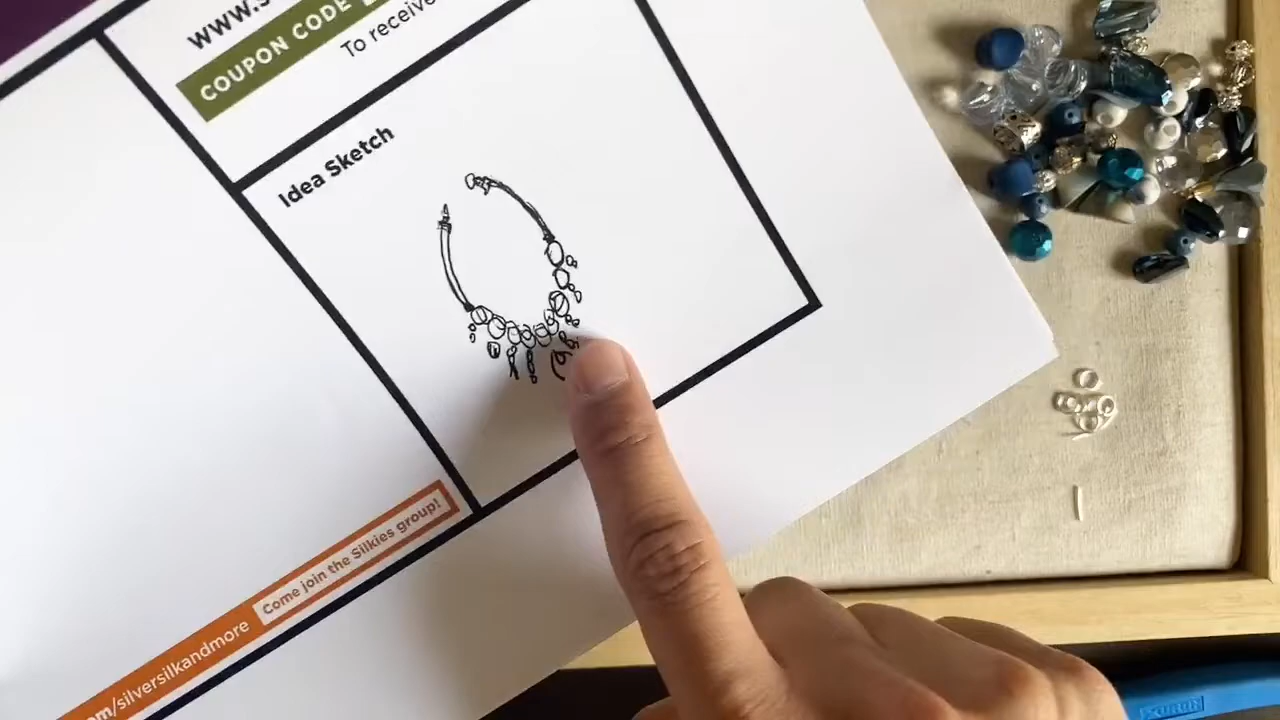 www.s
COUPON CODE
To receive
Idea Sketch
Come join the Silkies group!
om/silversilkandmore